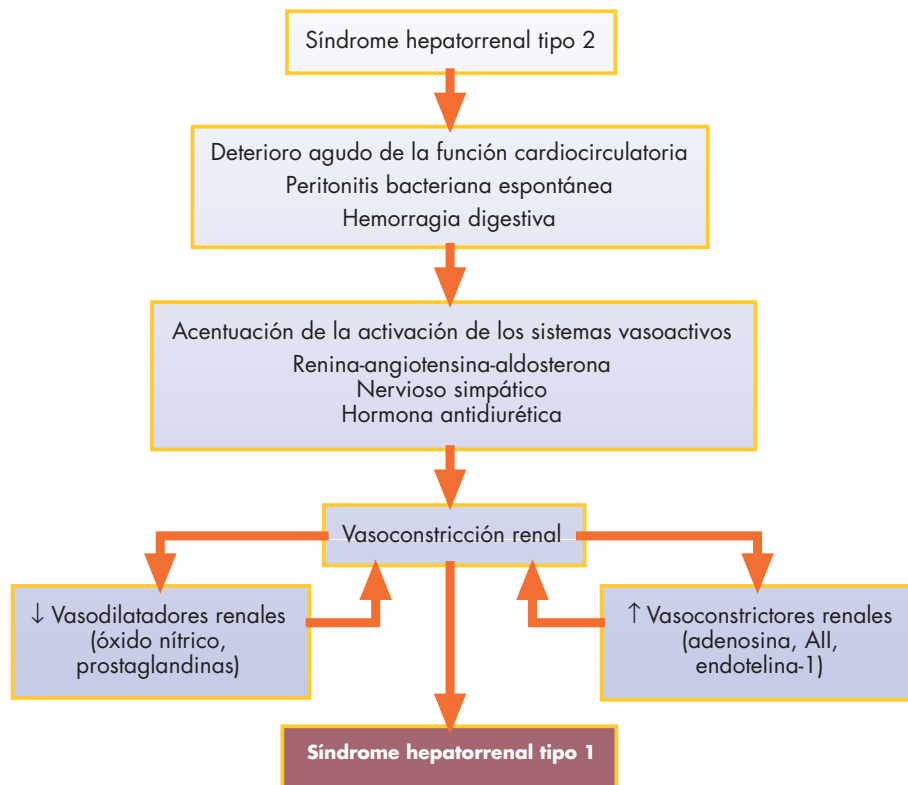 Síndrome hepatorrenal tipo 2
Deterioro agudo de la función cardiocirculatoria
Peritonitis bacteriana espontánea
Hemorragia digestiva
Acentuación de la activación de los sistemas vasoactivos
Renina-angiotensina-aldosterona
Nervioso simpático
Hormona antidiurética
Vasoconstricción renal
↓ Vasodilatadores renales
(óxido nítrico,
prostaglandinas)
↑ Vasoconstrictores renales
(adenosina, AII,
endotelina-1)
Síndrome hepatorrenal tipo 1